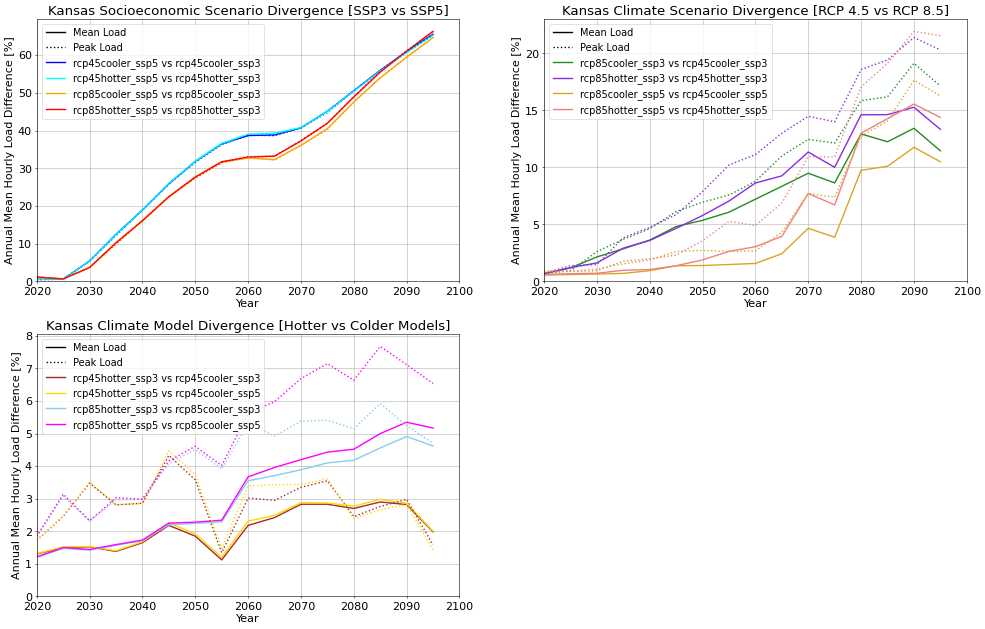 Kansas Socioeconomic Scenario Divergence [SSP3 vs SSP5]
Annual Mean Hourly Load Difference [%]
60
50
40
30
20
10
0
Mean Load
Peak Load
rcp45cooler_ssp5 vs rcp45cooler_ssp3
rcp45hotter_ssp5 vs rcp45hotter_ssp3
rcp85cooler_ssp5 vs rcp85cooler_ssp3
rcp85hotter_ssp5 vs rcp85hotter_ssp3
2020 2030 2040 2050 2060 2070 2080 2090 2100
Year
Kansas Climate Scenario Divergence [RCP 4.5 vs RCP 8.5]
Annual Mean Hourly Load Difference [%]
20
15
10
5
0
Mean Load
Peak Load
rcp85cooler_ssp3 vs rcp45cooler_ssp3
rcp85hotter_ssp3 vs rcp45hotter_ssp3
rcp85cooler_ssp5 vs rcp45cooler_ssp5
rcp85hotter_ssp5 vs rcp45hotter_ssp5
2020 2030 2040 2050 2060 2070 2080 2090 2100
Year
Kansas Climate Model Divergence [Hotter vs Colder Models]
Annual Mean Hourly Load Difference [%]
8
7
6
5
4
3
2
1
0
Mean Load
Peak Load
rcp45hotter_ssp3 vs rcp45cooler_ssp3
rcp45hotter_ssp5 vs rcp45cooler_ssp5
rcp85hotter_ssp3 vs rcp85cooler_ssp3
rcp85hotter_ssp5 vs rcp85cooler_ssp5
2020 2030 2040 2050 2060 2070 2080 2090 2100
Year